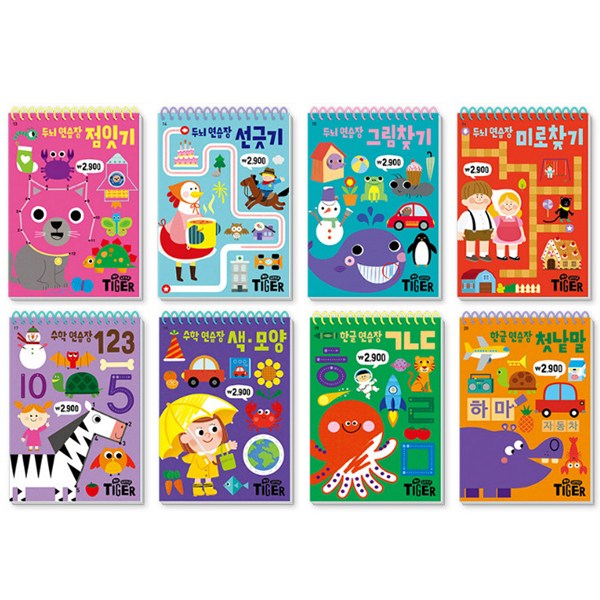 두뇌 연습장 점잇기
₩2,900
TIGER
두뇌 연습장 선긋기
₩2,900
TIGER
두뇌 연습장 그림찾기
₩2,900
TIGER
두뇌 연습장 미로찾기
₩2,900
TIGER
수학 연습장 123
10 5
₩2,900
TIGER
수학 연습장 색·모양
₩2,900
TIGER
한글 연습장 ㄱㄴㄷ
₩2,900
TIGER
한글 연습장 첫낱말
₩2,900
하마
자동차
TIGER